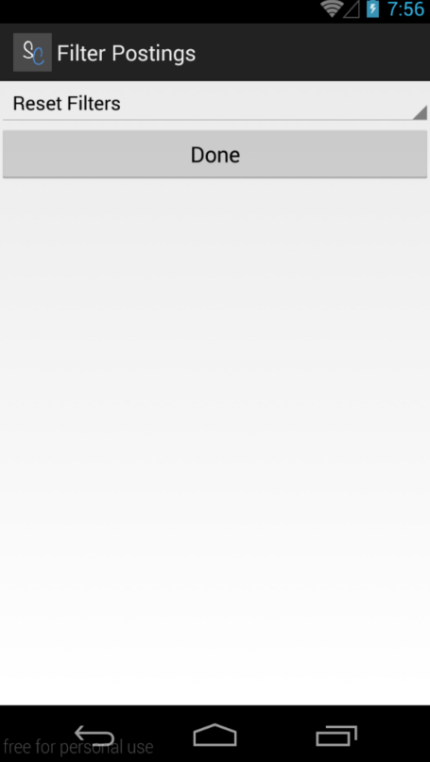 7:56
SC Filter Postings
Reset Filters
Done
free for personal use